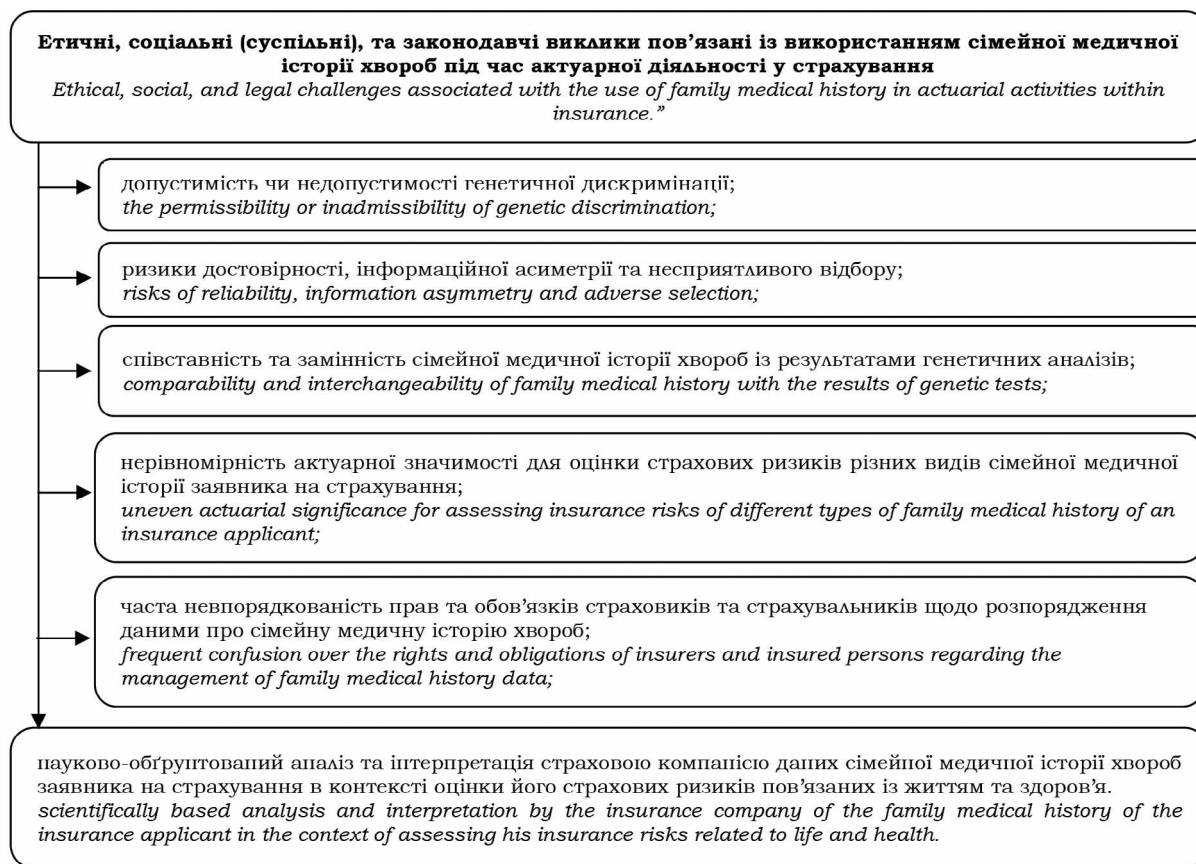 Етичні, соціальні (суспільні), та законодавчі виклики пов’язані із використанням сімейної медичної
історії хвороб під час актуарної діяльності у страхування
Ethical, social, and legal challenges associated with the use of family medical history in actuarial activities within
insurance.”
допустимість чи недопустимості генетичної дискримінації;
the permissibility or inadmissibility of genetic discrimination;
ризики достовірності, інформаційної асиметрії та несприятливого відбору;
risks of reliability, information asymmetry and adverse selection;
співставність та замінність сімейної медичної історії хвороб із результатами генетичних аналізів;
comparability and interchangeability of family medical history with the results of genetic tests;
нерівномірність актуарної значимості для оцінки страхових ризиків різних видів сімейної медичної
історії заявника на страхування;
uneven actuarial significance for assessing insurance risks of different types of family medical history of an
insurance applicant;
часта невпорядкованість прав та обов’язків страховиків та страхувальників щодо розпорядження
даними про сімейну медичну історію хвороб;
frequent confusion over the rights and obligations of insurers and insured persons regarding the
management of family medical history data;
пауково-обґруптований апаліз та іптерпретація страховою компапією дапих сімейпої медичпої історії хвороб
заявпика на страхування в контексті оцінки його страхових ризиків пов’язаних із життям та здоров’я.
scientifically based analysis and interpretation by the insurance company of the family medical history of
the insurance applicant in the context of assessing his insurance risks related to life and health.